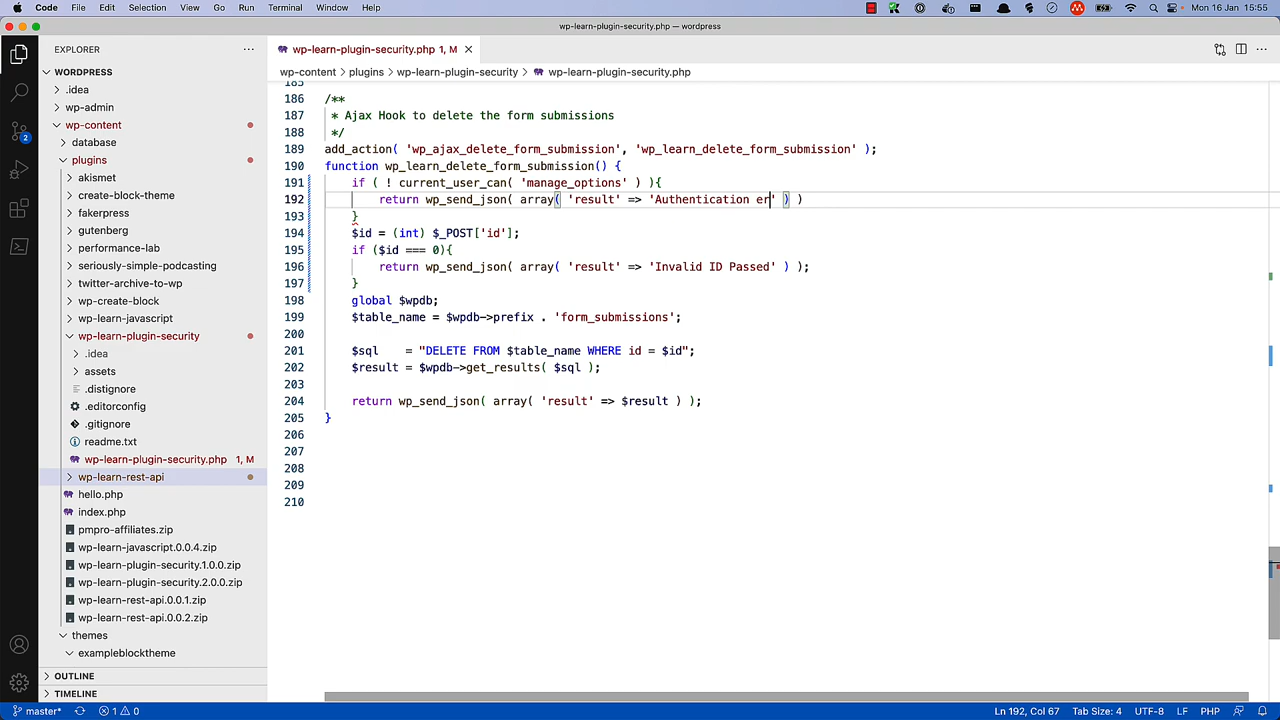 Code File Edit Selection View Go Run Terminal Window Help Mon 16 Jan 15:55
wp-learn-plugin-security.php — wordpress
EXPLORER
wp-learn-plugin-security.php 1, M
WORDPRESS
wp-content > plugins > wp-learn-plugin-security > wp-learn-plugin-security.php
.idea
wp-admin
wp-content
database
plugins
akismet
create-block-theme
fakerpress
gutenberg
performance-lab
seriously-simple-podcasting
twitter-archive-to-wp
wp-create-block
wp-learn-javascript
wp-learn-plugin-security
.idea
assets
.distignore
.editorconfig
.gitignore
readme.txt
wp-learn-plugin-security.php 1, M
wp-learn-rest-api
hello.php
index.php
pmpro-affiliates.zip
wp-learn-javascript.0.0.4.zip
wp-learn-plugin-security.1.0.0.zip
wp-learn-plugin-security.2.0.0.zip
wp-learn-rest-api.0.0.1.zip
wp-learn-rest-api.0.0.2.zip
themes
exampleblocktheme
OUTLINE
TIMELINE
2
185
186 /**
187 * Ajax Hook to delete the form submissions
188 */
189 add_action( 'wp_ajax_delete_form_submission', 'wp_learn_delete_form_submission' );
190 function wp_learn_delete_form_submission() {
191 if ( ! current_user_can( 'manage_options' ) ){
192 return wp_send_json( array( 'result' => 'Authentication er' ) )
193 }
194 $id = (int) $_POST['id'];
195 if ($id === 0){
196 return wp_send_json( array( 'result' => 'Invalid ID Passed' ) );
197 }
198 global $wpdb;
199 $table_name = $wpdb->prefix . 'form_submissions';
200
201 $sql    = "DELETE FROM $table_name WHERE id = $id";
202 $result = $wpdb->get_results( $sql );
203
204 return wp_send_json( array( 'result' => $result ) );
205 }
206
207
208
209
210
master* 1 0 Ln 192, Col 67 Tab Size: 4 UTF-8 LF PHP